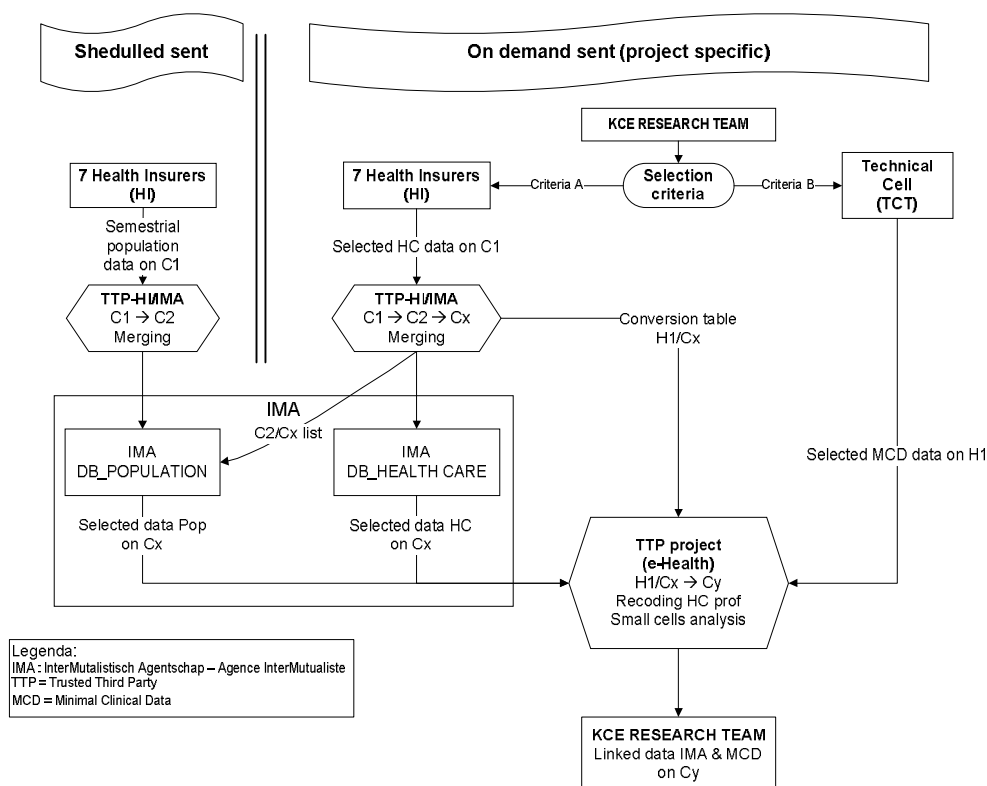 Shedulled sent
On demand sent (project specific)
KCE RESEARCH TEAM
7 Health Insurers
(HI)
7 Health Insurers
(HI)
Criteria A
Selection
criteria
Criteria B
Technical
Cell
(TCT)
Semestrial
population
data on C1
Selected HC data on C1
TTP-HI/IMA
C1 → C2
Merging
TTP-HI/IMA
C1 → C2 → Cx
Merging
Conversion table
H1/Cx
IMA
C2/Cx list
IMA
DB_POPULATION
IMA
DB_HEALTH CARE
Selected MCD data on H1
Selected data Pop
on Cx
Selected data HC
on Cx
TTP project
(e-Health)
H1/Cx → Cy
Recoding HC prof
Small cells analysis
Legenda:
IMA : InterMutalistisch Agentschap – Agence InterMutualiste
TTP = Trusted Third Party
MCD = Minimal Clinical Data
KCE RESEARCH TEAM
Linked data IMA & MCD
on Cy